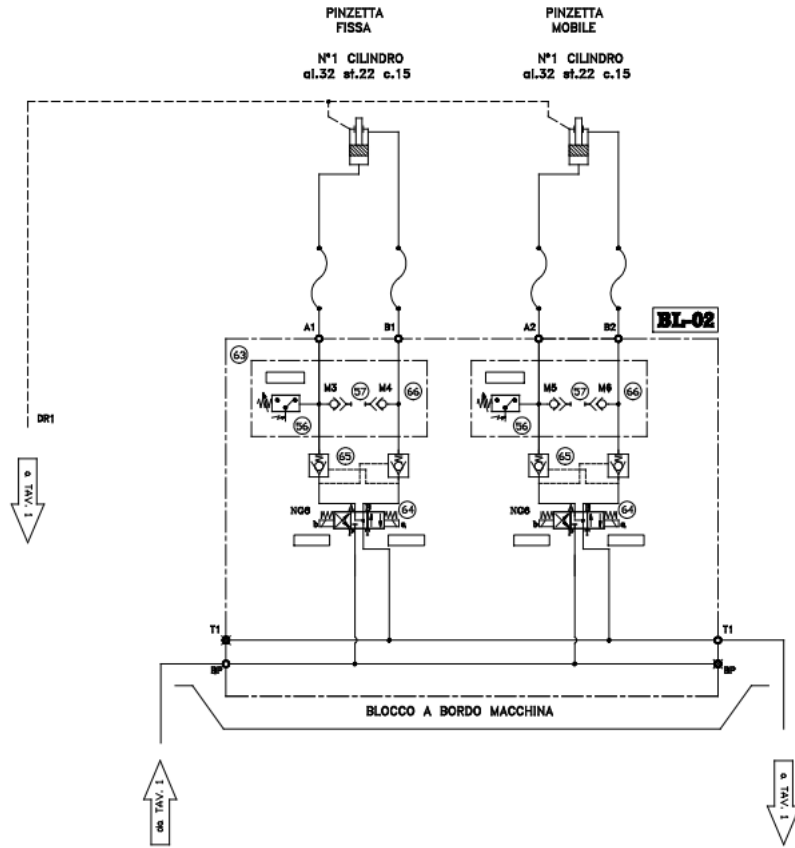 PINZETTA
FISSA
N°1 CILINDRO
al.32 st.22 c.15
PINZETTA
MOBILE
N°1 CILINDRO
al.32 st.22 c.15
BL-02
A1
B1
A2
B2
63
M3
57
M4
66
M5
57
M6
66
56
56
DR1
65
65
a TAV. 1
NG6
64
b
a
NG6
64
b
a
T1
T1
BP
BP
BLOCCO A BORDO MACCHINA
da TAV. 1
a TAV. 1